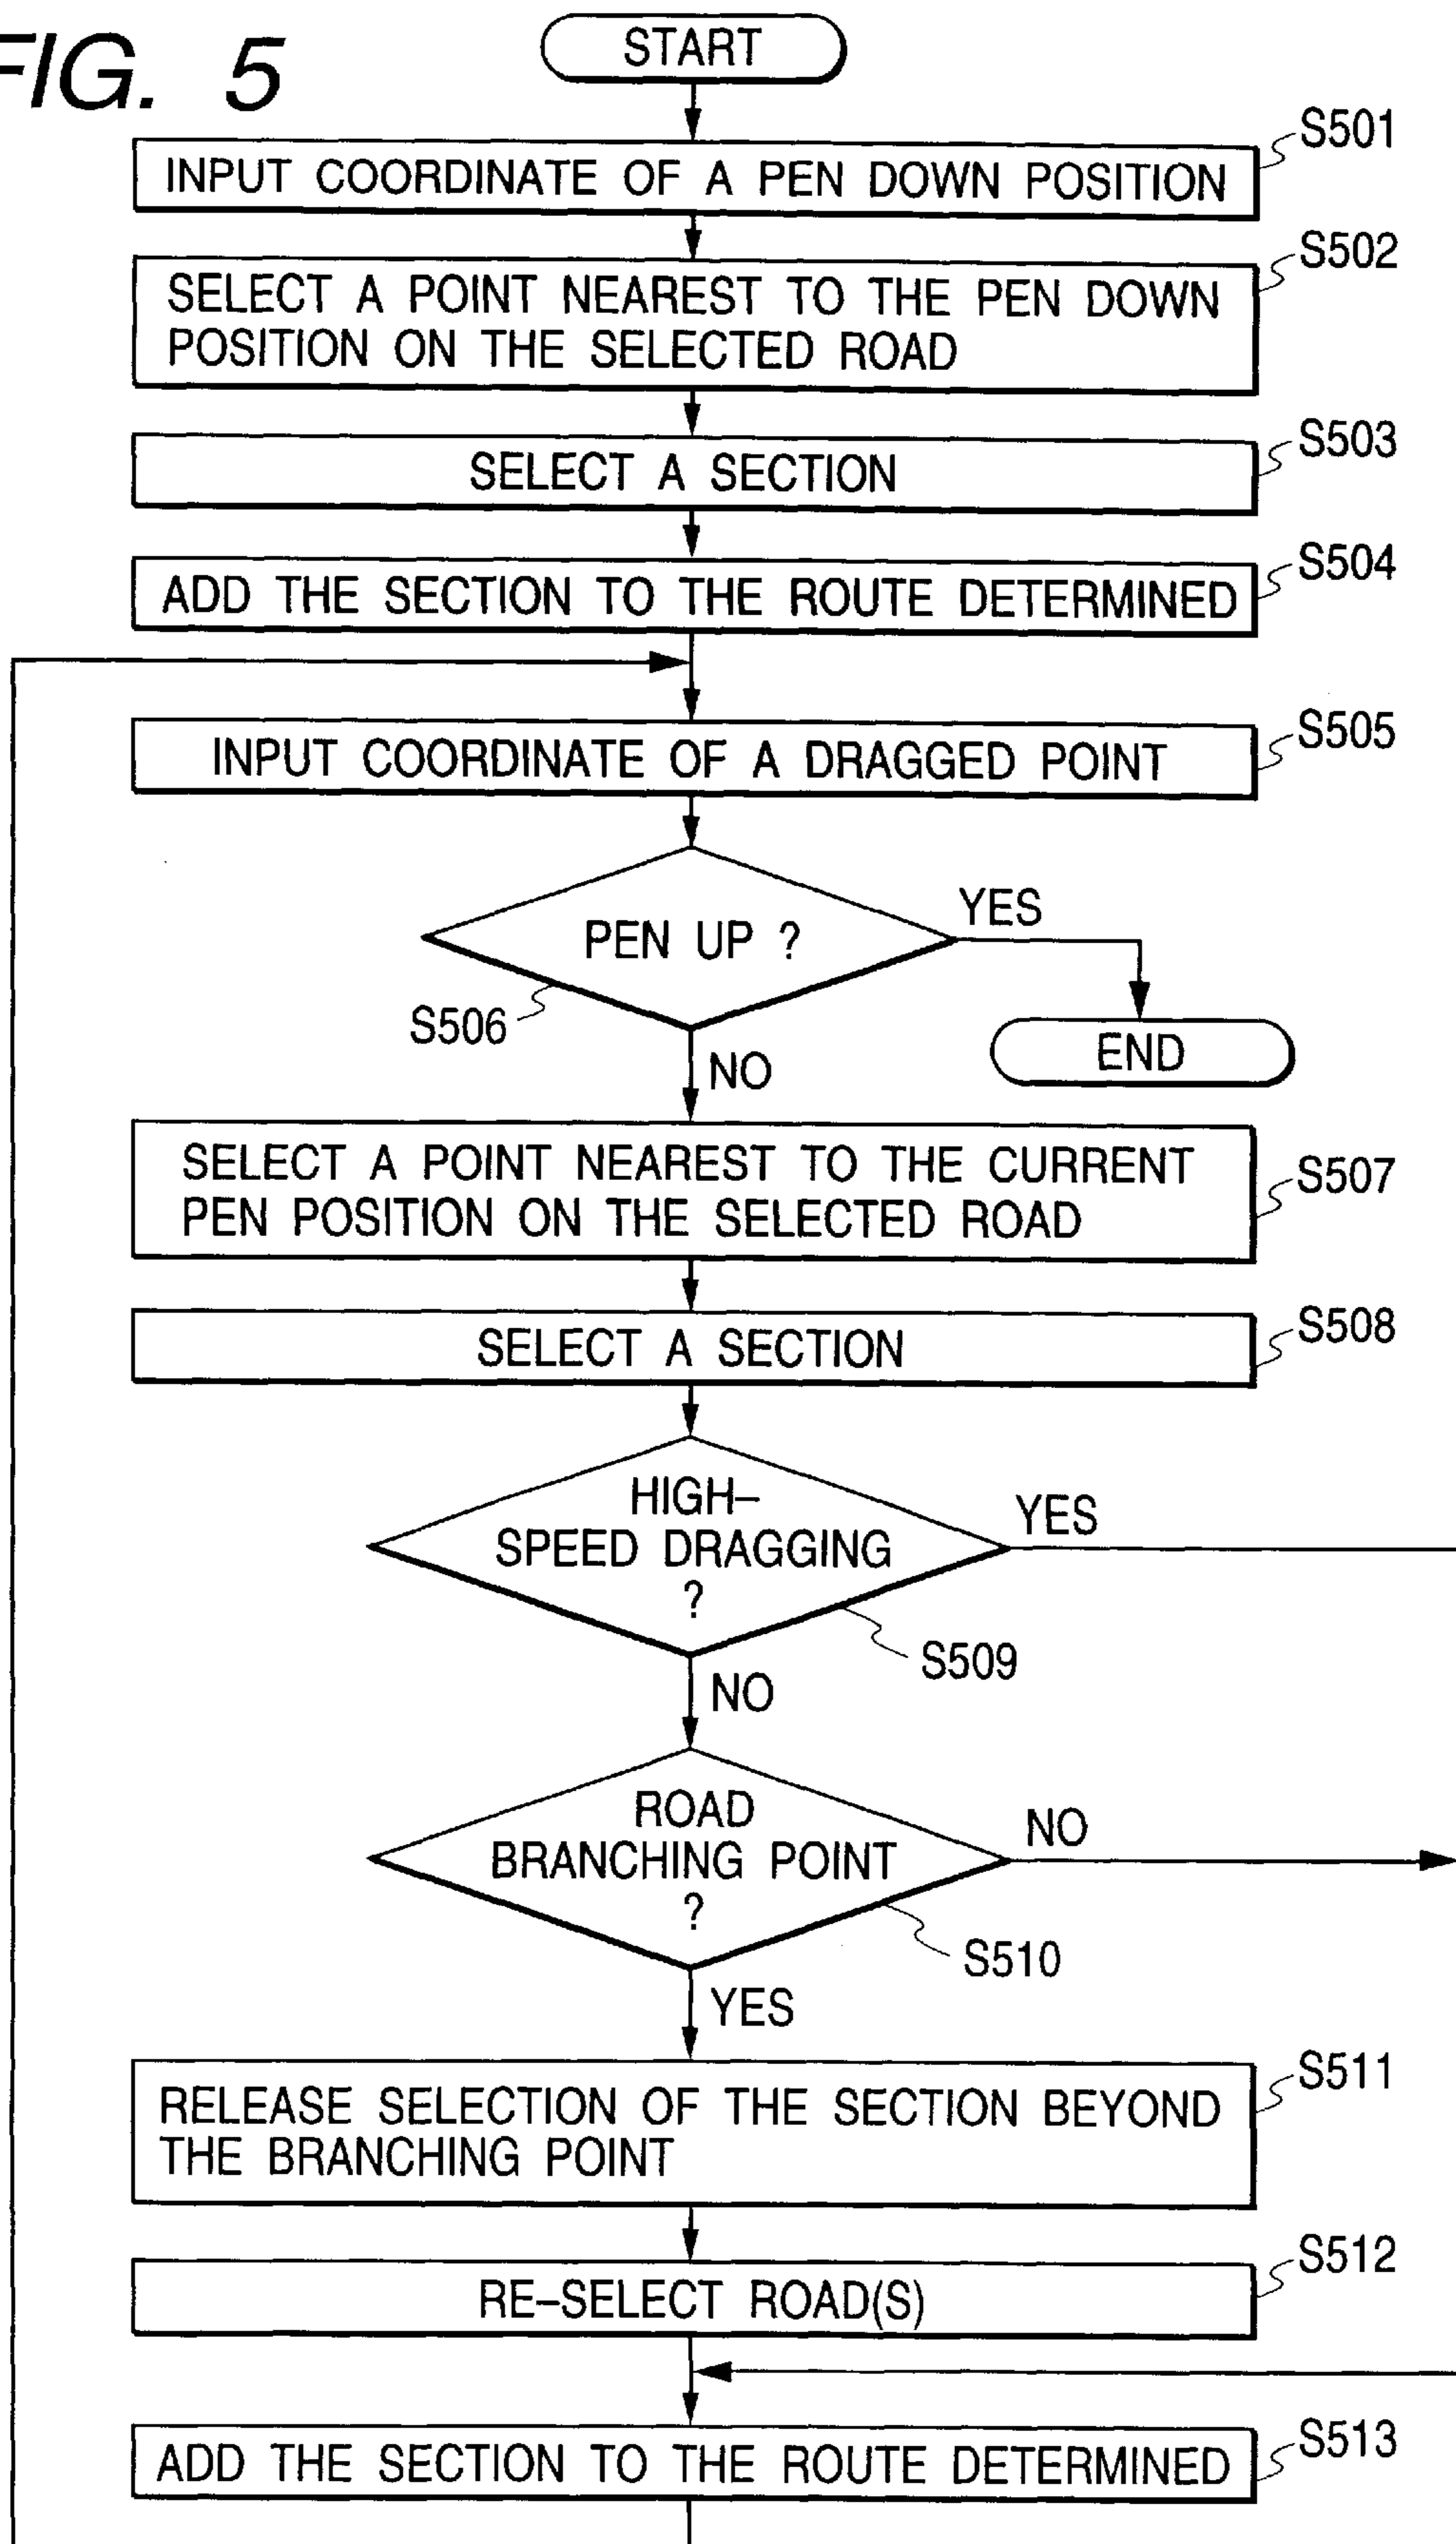 FIG. 5
START
S501
INPUT COORDINATE OF A PEN DOWN POSITION
S502
SELECT A POINT NEAREST TO THE PEN DOWN
POSITION ON THE SELECTED ROAD
S503
SELECT A SECTION
S504
ADD THE SECTION TO THE ROUTE DETERMINED
S505
INPUT COORDINATE OF A DRAGGED POINT
PEN UP ?
YES
S506
END
NO
SELECT A POINT NEAREST TO THE CURRENT
PEN POSITION ON THE SELECTED ROAD
S507
S508
SELECT A SECTION
HIGH–
SPEED DRAGGING
?
YES
S509
NO
ROAD
BRANCHING POINT
?
NO
S510
YES
S511
RELEASE SELECTION OF THE SECTION BEYOND
THE BRANCHING POINT
S512
RE–SELECT ROAD(S)
S513
ADD THE SECTION TO THE ROUTE DETERMINED